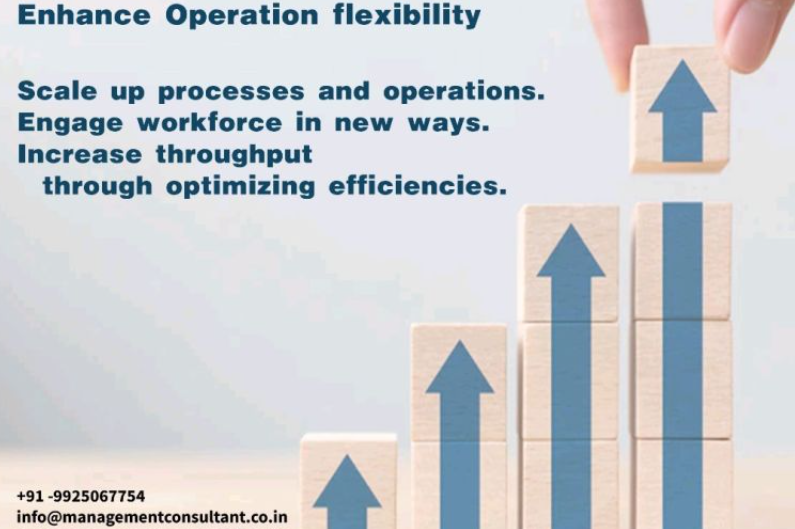 Enhance Operation flexibility
Scale up processes and operations.
Engage workforce in new ways.
Increase throughput
through optimizing efficiencies.
+91 -9925067754
info@managementconsultant.co.in